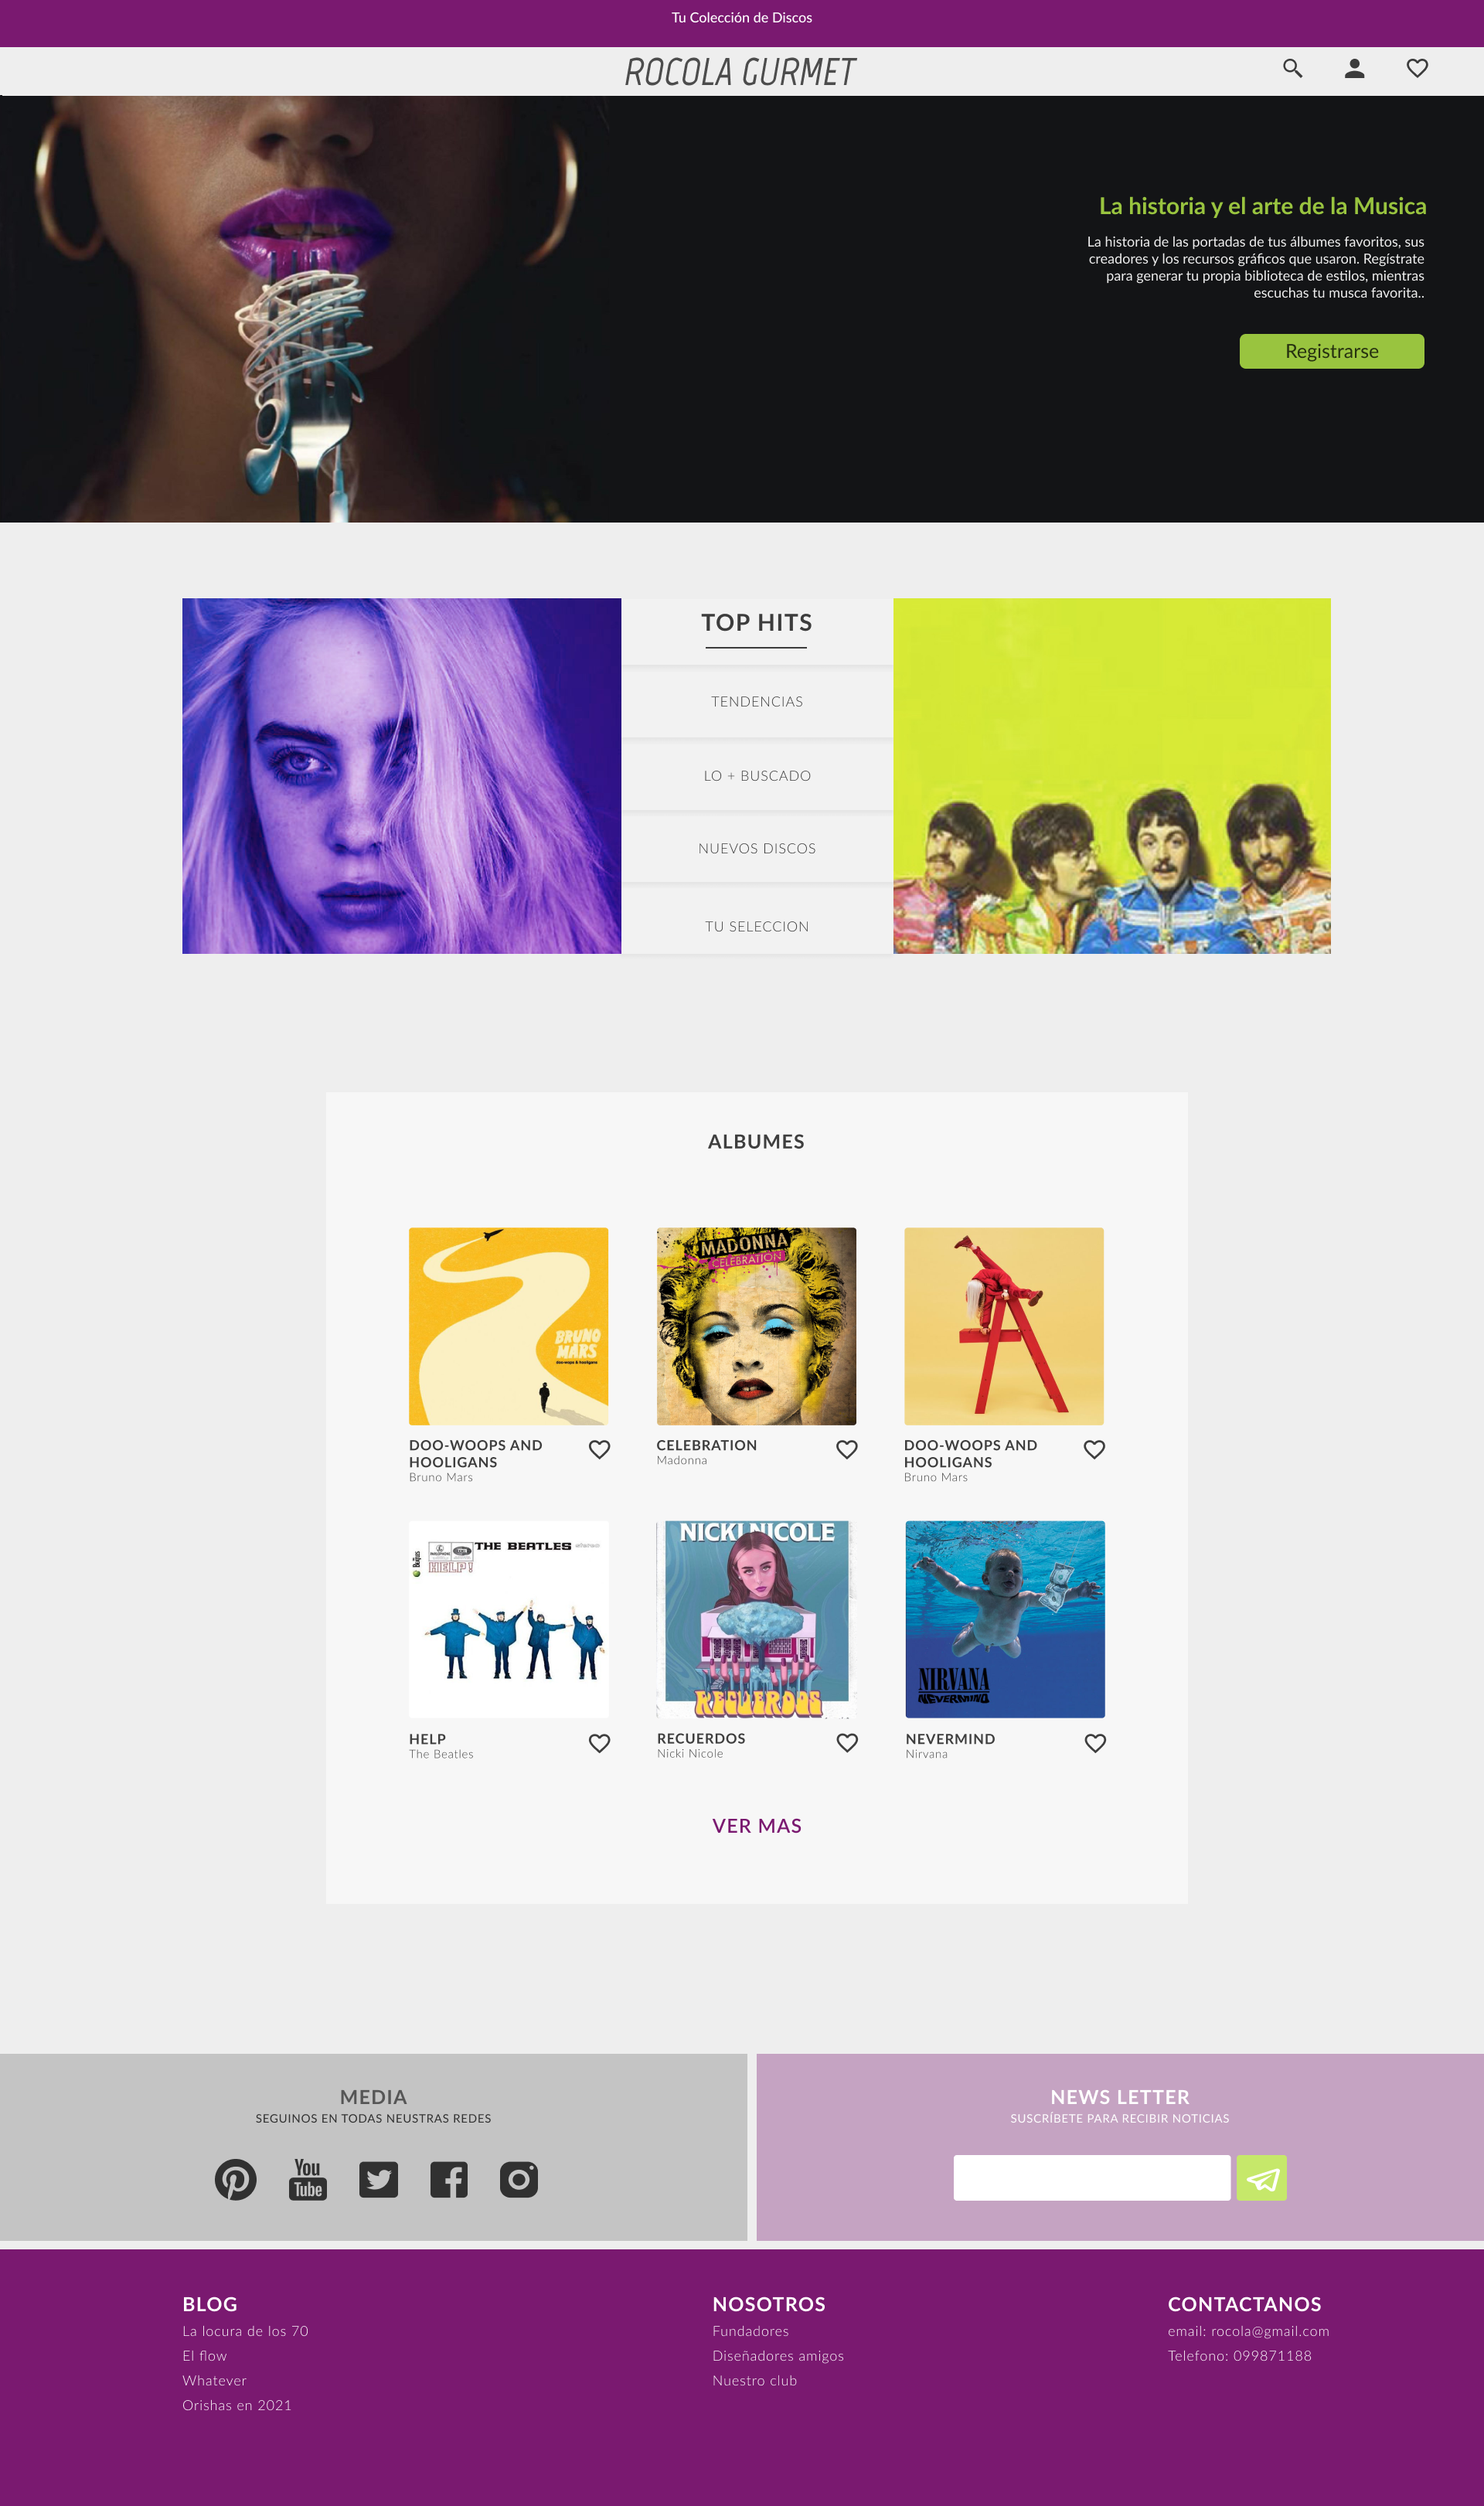 Tu Colección de Discos
ROCOLA GURMET
La historia y el arte de la Musica
La historia de las portadas de tus álbumes favoritos, sus
creadores y los recursos gráficos que usaron. Regístrate
para generar tu propia biblioteca de estilos, mientras
escuchas tu musca favorita..
Registrarse
TOP HITS
TENDENCIAS
LO + BUSCADO
NUEVOS DISCOS
TU SELECCION
ALBUMES
BRUNO
MARS
doo-wops & hooligans
MADONNA
CELEBRATION
DOO-WOOPS AND
HOOLIGANS
Bruno Mars
CELEBRATION
Madonna
DOO-WOOPS AND
HOOLIGANS
Bruno Mars
THE BEATLES
HELP!
NICKI NICOLE
RECUERDOS
NIRVANA
NEVERMIND
HELP
The Beatles
RECUERDOS
Nicki Nicole
NEVERMIND
Nirvana
VER MAS
MEDIA
SEGUINOS EN TODAS NEUSTRAS REDES
You
Tube
NEWS LETTER
SUSCRÍBETE PARA RECIBIR NOTICIAS
BLOG
La locura de los 70
El flow
Whatever
Orishas en 2021
NOSOTROS
Fundadores
Diseñadores amigos
Nuestro club
CONTACTANOS
email: rocola@gmail.com
Telefono: 099871188